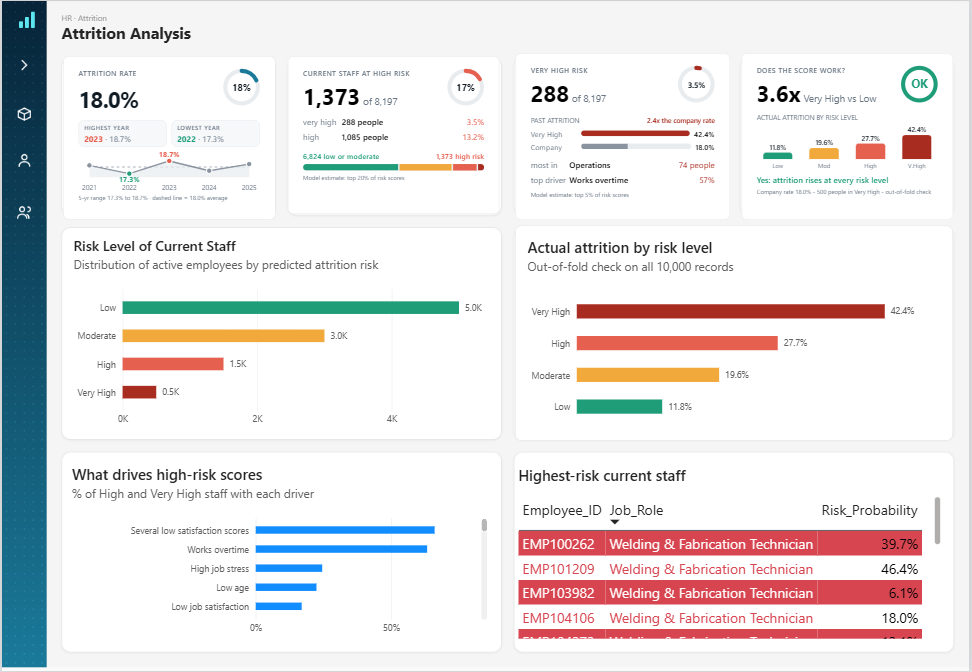 HR · Attrition
Attrition Analysis
ATTRITION RATE
18.0%
18%
HIGHEST YEAR
2023 · 18.7%
LOWEST YEAR
2022 · 17.3%
18.7%
17.3%
2021 2022 2023 2024 2025
5-yr range 17.3% to 18.7% · dashed line = 18.0% average
CURRENT STAFF AT HIGH RISK
1,373 of 8,197
17%
very high 288 people 3.5%
high 1,085 people 13.2%
6,824 low or moderate 1,373 high risk
Model estimate: top 20% of risk scores
VERY HIGH RISK
288 of 8,197
3.5%
PAST ATTRITION 2.4x the company rate
Very High 42.4%
Company 18.0%
most in Operations 74 people
top driver Works overtime 57%
Model estimate: top 5% of risk scores
DOES THE SCORE WORK?
3.6x Very High vs Low
OK
ACTUAL ATTRITION BY RISK LEVEL
11.8% 19.6% 27.7% 42.4%
Low Mod High V.High
Yes: attrition rises at every risk level
Company rate 18.0% · 500 people in Very High · out-of-fold check
Risk Level of Current Staff
Distribution of active employees by predicted attrition risk
Low 5.0K
Moderate 3.0K
High 1.5K
Very High 0.5K
0K 2K 4K
Actual attrition by risk level
Out-of-fold check on all 10,000 records
Very High 42.4%
High 27.7%
Moderate 19.6%
Low 11.8%
What drives high-risk scores
% of High and Very High staff with each driver
Several low satisfaction scores
Works overtime
High job stress
Low age
Low job satisfaction
0% 50%
Highest-risk current staff
Employee_ID Job_Role Risk_Probability
EMP100262 Welding & Fabrication Technician 39.7%
EMP101209 Welding & Fabrication Technician 46.4%
EMP103982 Welding & Fabrication Technician 6.1%
EMP104106 Welding & Fabrication Technician 18.0%